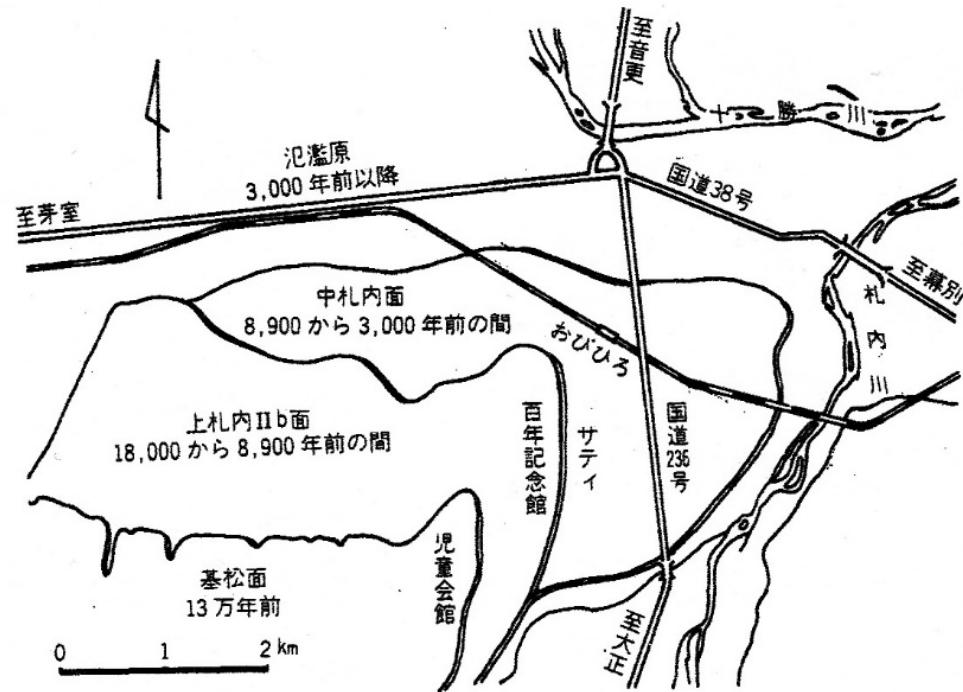 至音更
十勝川
氾濫原
3,000年前以降
国道38号
至芽室
至幕別
札内川
中札内面
8,900から3,000年前の間
おびひろ
上札内Ⅱb面
18,000から8,900年前の間
百年記念館
サティ
国道236号
児童会館
基松面
13万年前
至大正
0 1 2 km